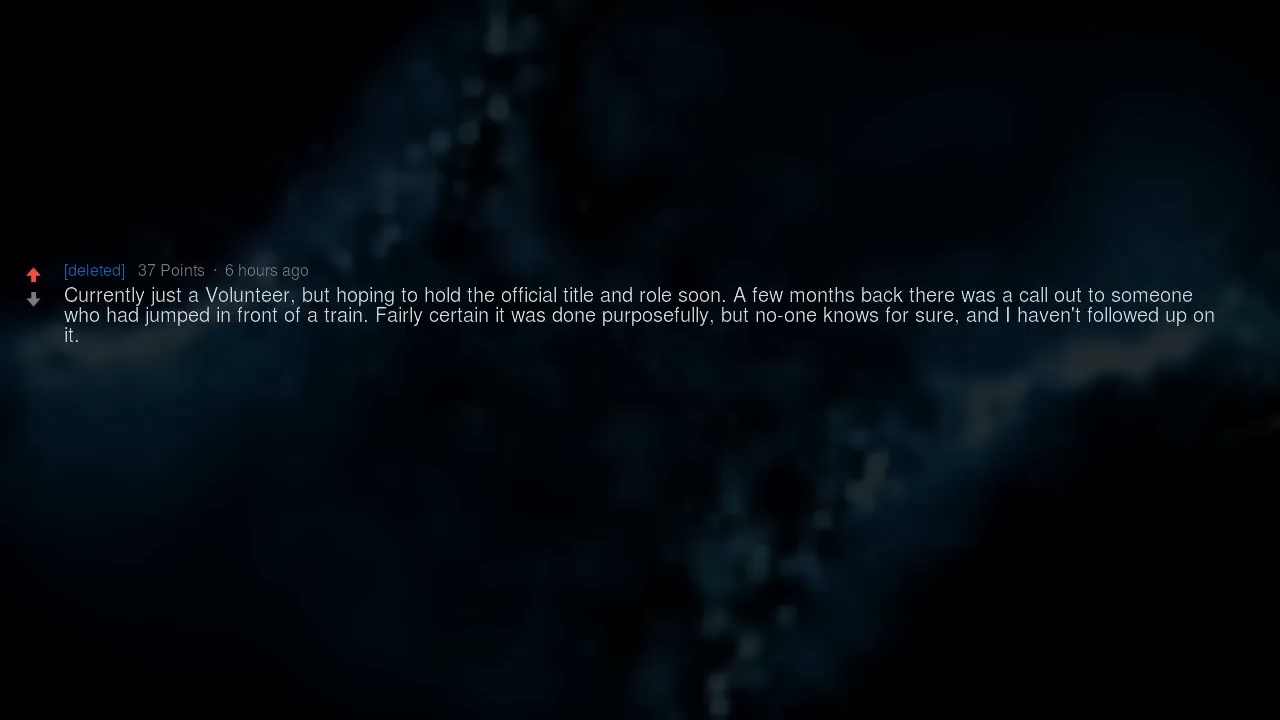 [deleted] 37 Points · 6 hours ago
Currently just a Volunteer, but hoping to hold the official title and role soon. A few months back there was a call out to someone
who had jumped in front of a train. Fairly certain it was done purposefully, but no-one knows for sure, and I haven't followed up on
it.